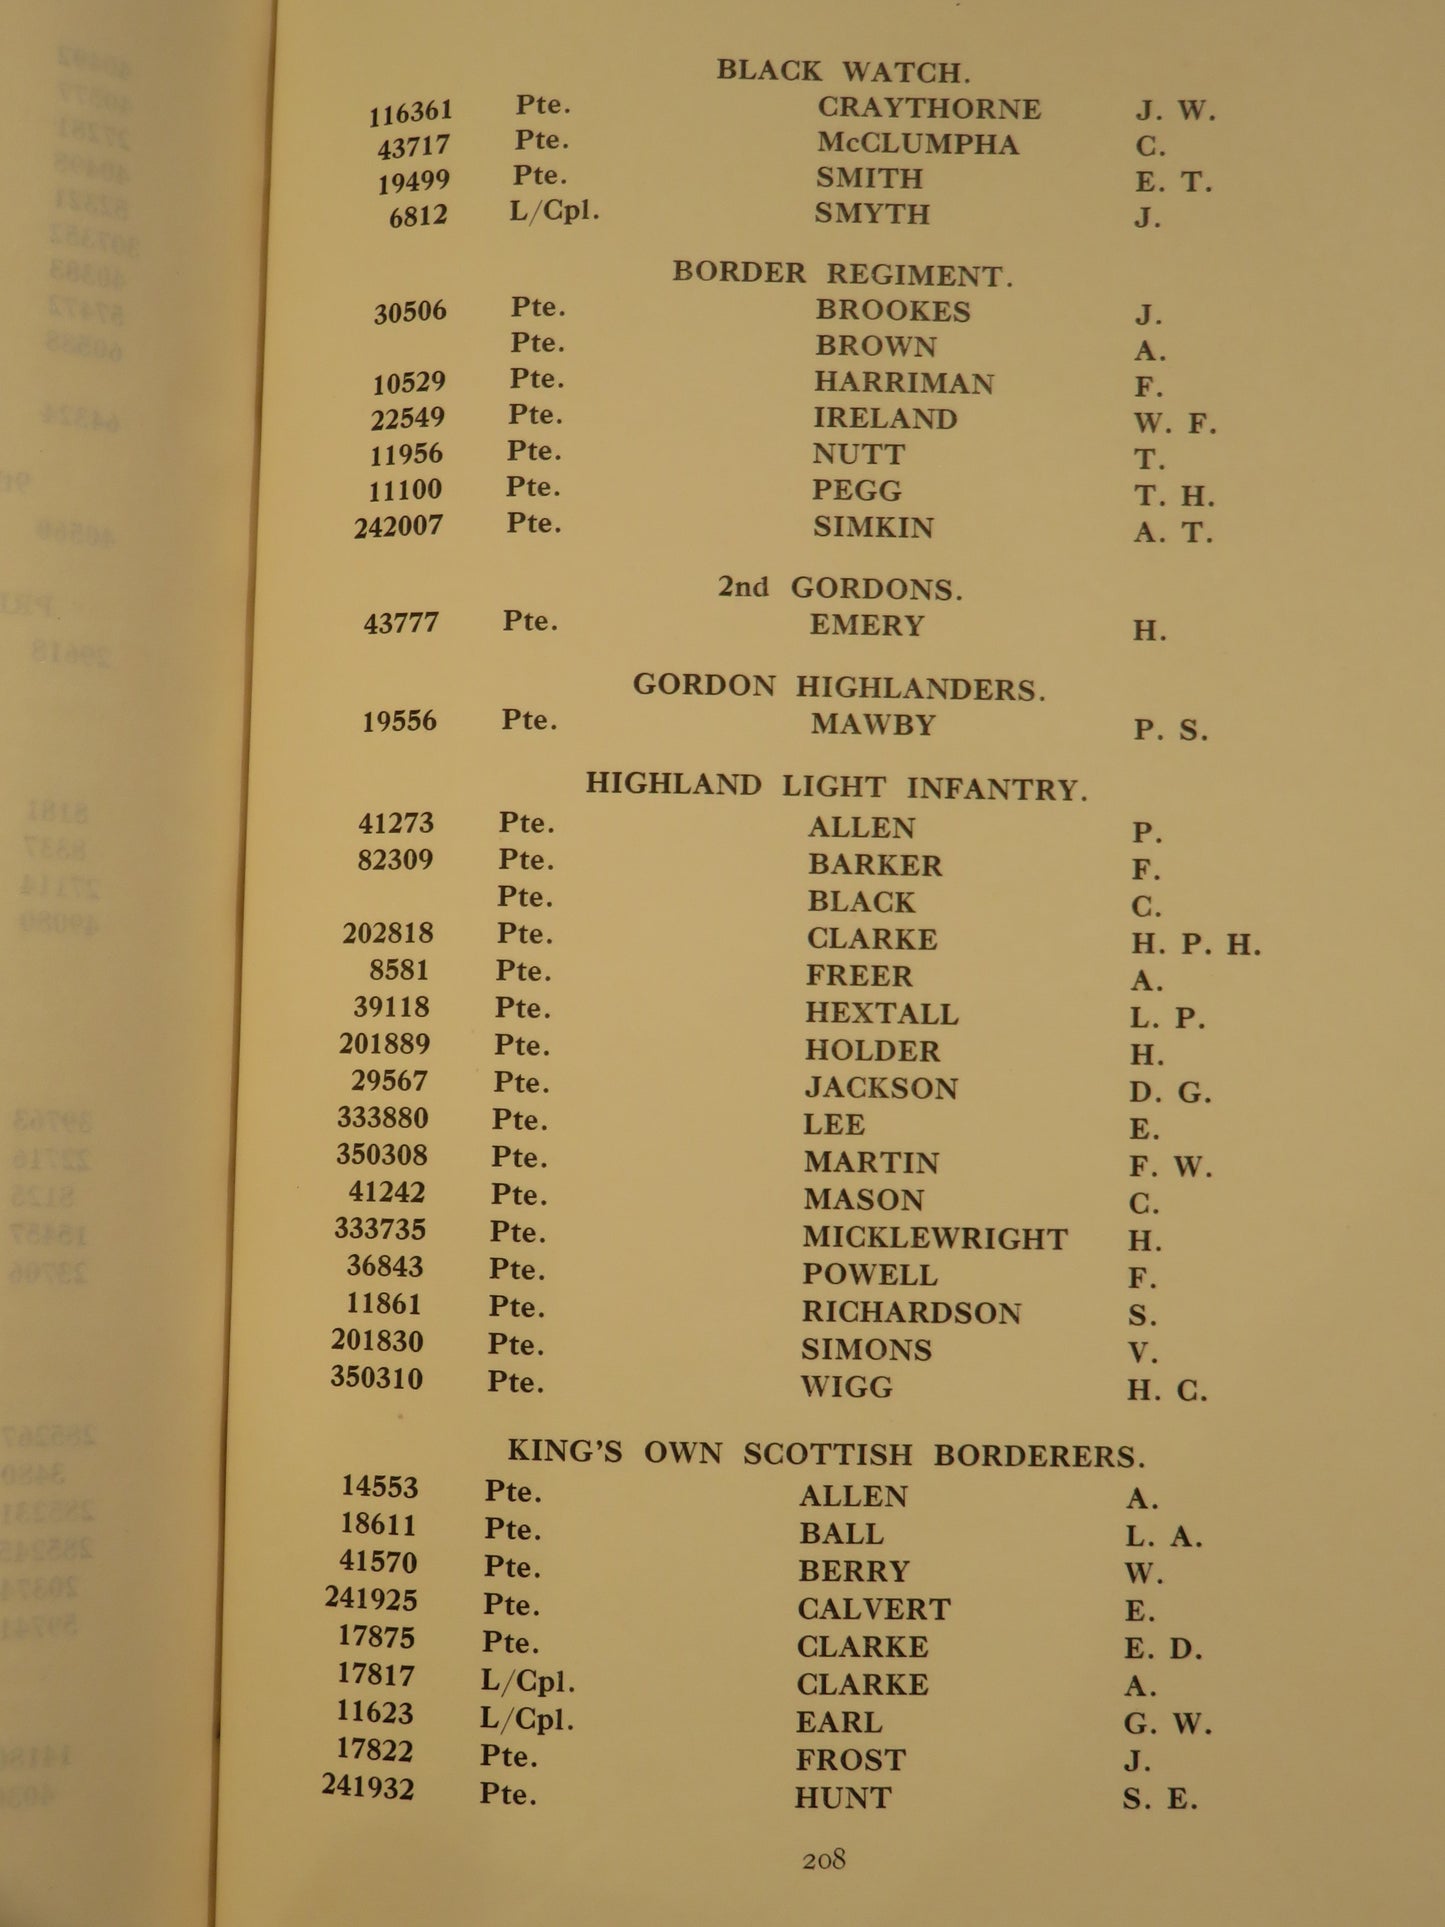 BLACK WATCH.
116361 Pte. CRAYTHORNE J. W.
43717 Pte. McCLUMPHA C.
19499 Pte. SMITH E. T.
6812 L/Cpl. SMYTH J.
BORDER REGIMENT.
30506 Pte. BROOKES J.
Pte. BROWN A.
10529 Pte. HARRIMAN F.
22549 Pte. IRELAND W. F.
11956 Pte. NUTT T.
11100 Pte. PEGG T. H.
242007 Pte. SIMKIN A. T.
2nd GORDONS.
43777 Pte. EMERY H.
GORDON HIGHLANDERS.
19556 Pte. MAWBY P. S.
HIGHLAND LIGHT INFANTRY.
41273 Pte. ALLEN P.
82309 Pte. BARKER F.
Pte. BLACK C.
202818 Pte. CLARKE H. P. H.
8581 Pte. FREER A.
39118 Pte. HEXTALL L. P.
201889 Pte. HOLDER H.
29567 Pte. JACKSON D. G.
333880 Pte. LEE E.
350308 Pte. MARTIN F. W.
41242 Pte. MASON C.
333735 Pte. MICKLEWRIGHT H.
36843 Pte. POWELL F.
11861 Pte. RICHARDSON S.
201830 Pte. SIMONS V.
350310 Pte. WIGG H. C.
KING'S OWN SCOTTISH BORDERERS.
14553 Pte. ALLEN A.
18611 Pte. BALL L. A.
41570 Pte. BERRY W.
241925 Pte. CALVERT E.
17875 Pte. CLARKE E. D.
17817 L/Cpl. CLARKE A.
11623 L/Cpl. EARL G. W.
17822 Pte. FROST J.
241932 Pte. HUNT S. E.
208